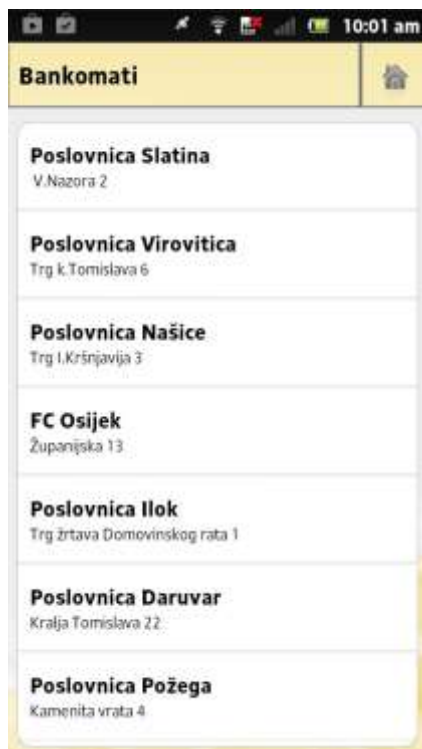 10:01 am
Bankomati
Poslovnica Slatina
V.Nazora 2
Poslovnica Virovitica
Trg k.Tomislava 6
Poslovnica Našice
Trg I.Kršnjavija 3
FC Osijek
Županijska 13
Poslovnica Ilok
Trg žrtava Domovinskog rata 1
Poslovnica Daruvar
Kralja Tomislava 22
Poslovnica Požega
Kamenita vrata 4